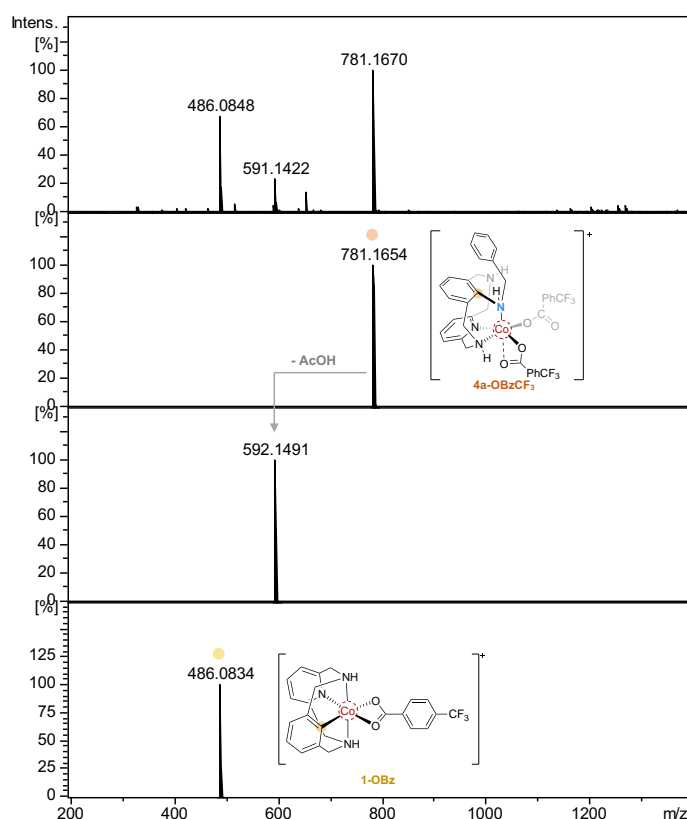 Intens.
[%]
100
80
60
40
20
0
781.1670
486.0848
591.1422
[%]
100
80
60
40
20
0
781.1654
- AcOH
+
N
H
H
N
N
N
H
Co
O
C
O
PhCF3
O
O
PhCF3
4a-OBzCF3
[%]
100
80
60
40
20
0
592.1491
[%]
125
100
75
50
25
0
486.0834
+
NH
N
Co
NH
O
O
CF3
1-OBz
200 400 600 800 1000 1200 m/z